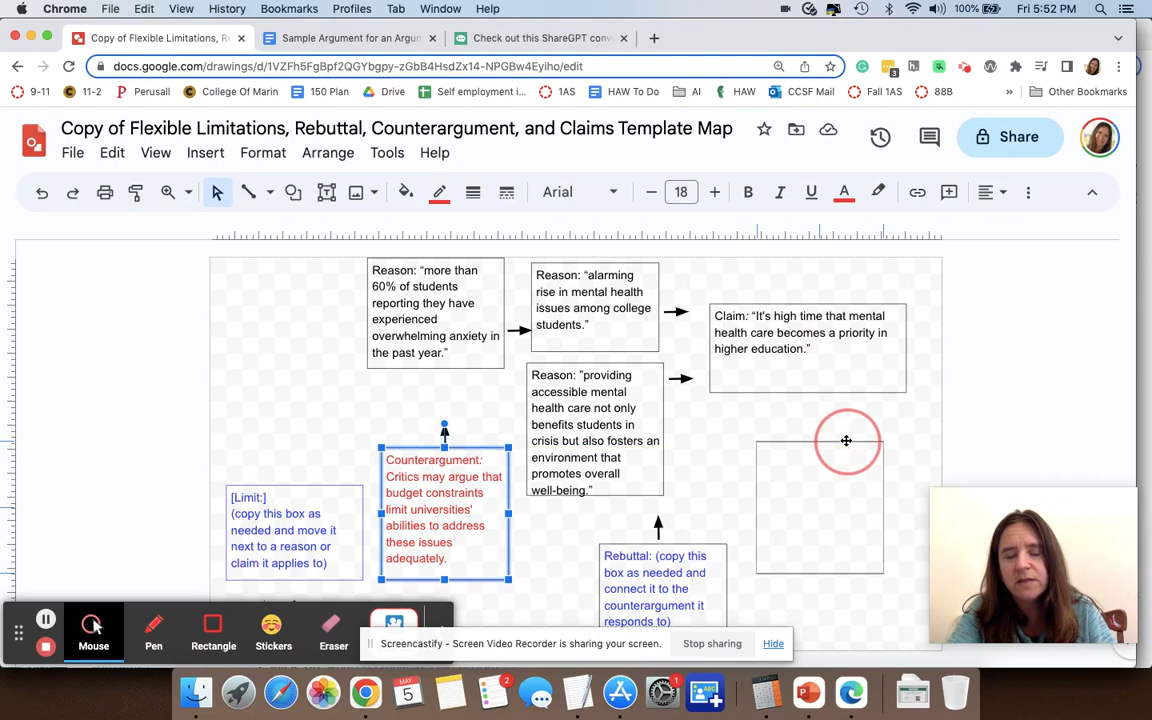 Chrome File Edit View History Bookmarks Profiles Tab Window Help 100% Fri 5:52 PM
Copy of Flexible Limitations, R
Sample Argument for an Argum
Check out this ShareGPT conv
docs.google.com/drawings/d/1VZFh5FgBpf2QGYbgpy-zGbB4HsdZx14-NPGBw4Eyiho/edit
3
9-11 11-2 Perusall College Of Marin 150 Plan Drive Self employment i... 1AS HAW To Do AI HAW CCSF Mail Fall 1AS 88B » Other Bookmarks
Copy of Flexible Limitations, Rebuttal, Counterargument, and Claims Template Map
Share
File Edit View Insert Format Arrange Tools Help
Arial 18 B I U A
Reason: “more than
60% of students
reporting they have
experienced
overwhelming anxiety in
the past year.”
Reason: “alarming
rise in mental health
issues among college
students.”
Claim: “It's high time that mental
health care becomes a priority in
higher education.”
Reason: ”providing
accessible mental
health care not only
benefits students in
crisis but also fosters an
environment that
promotes overall
well-being.”
Counterargument:
Critics may argue that
budget constraints
limit universities'
abilities to address
these issues
adequately.
[Limit:]
(copy this box as
needed and move it
next to a reason or
claim it applies to)
Rebuttal: (copy this
box as needed and
connect it to the
counterargument it
responds to)
Mouse Pen Rectangle Stickers Eraser
Screencastify - Screen Video Recorder is sharing your screen. Stop sharing Hide
MAY
5
2
1
ABC